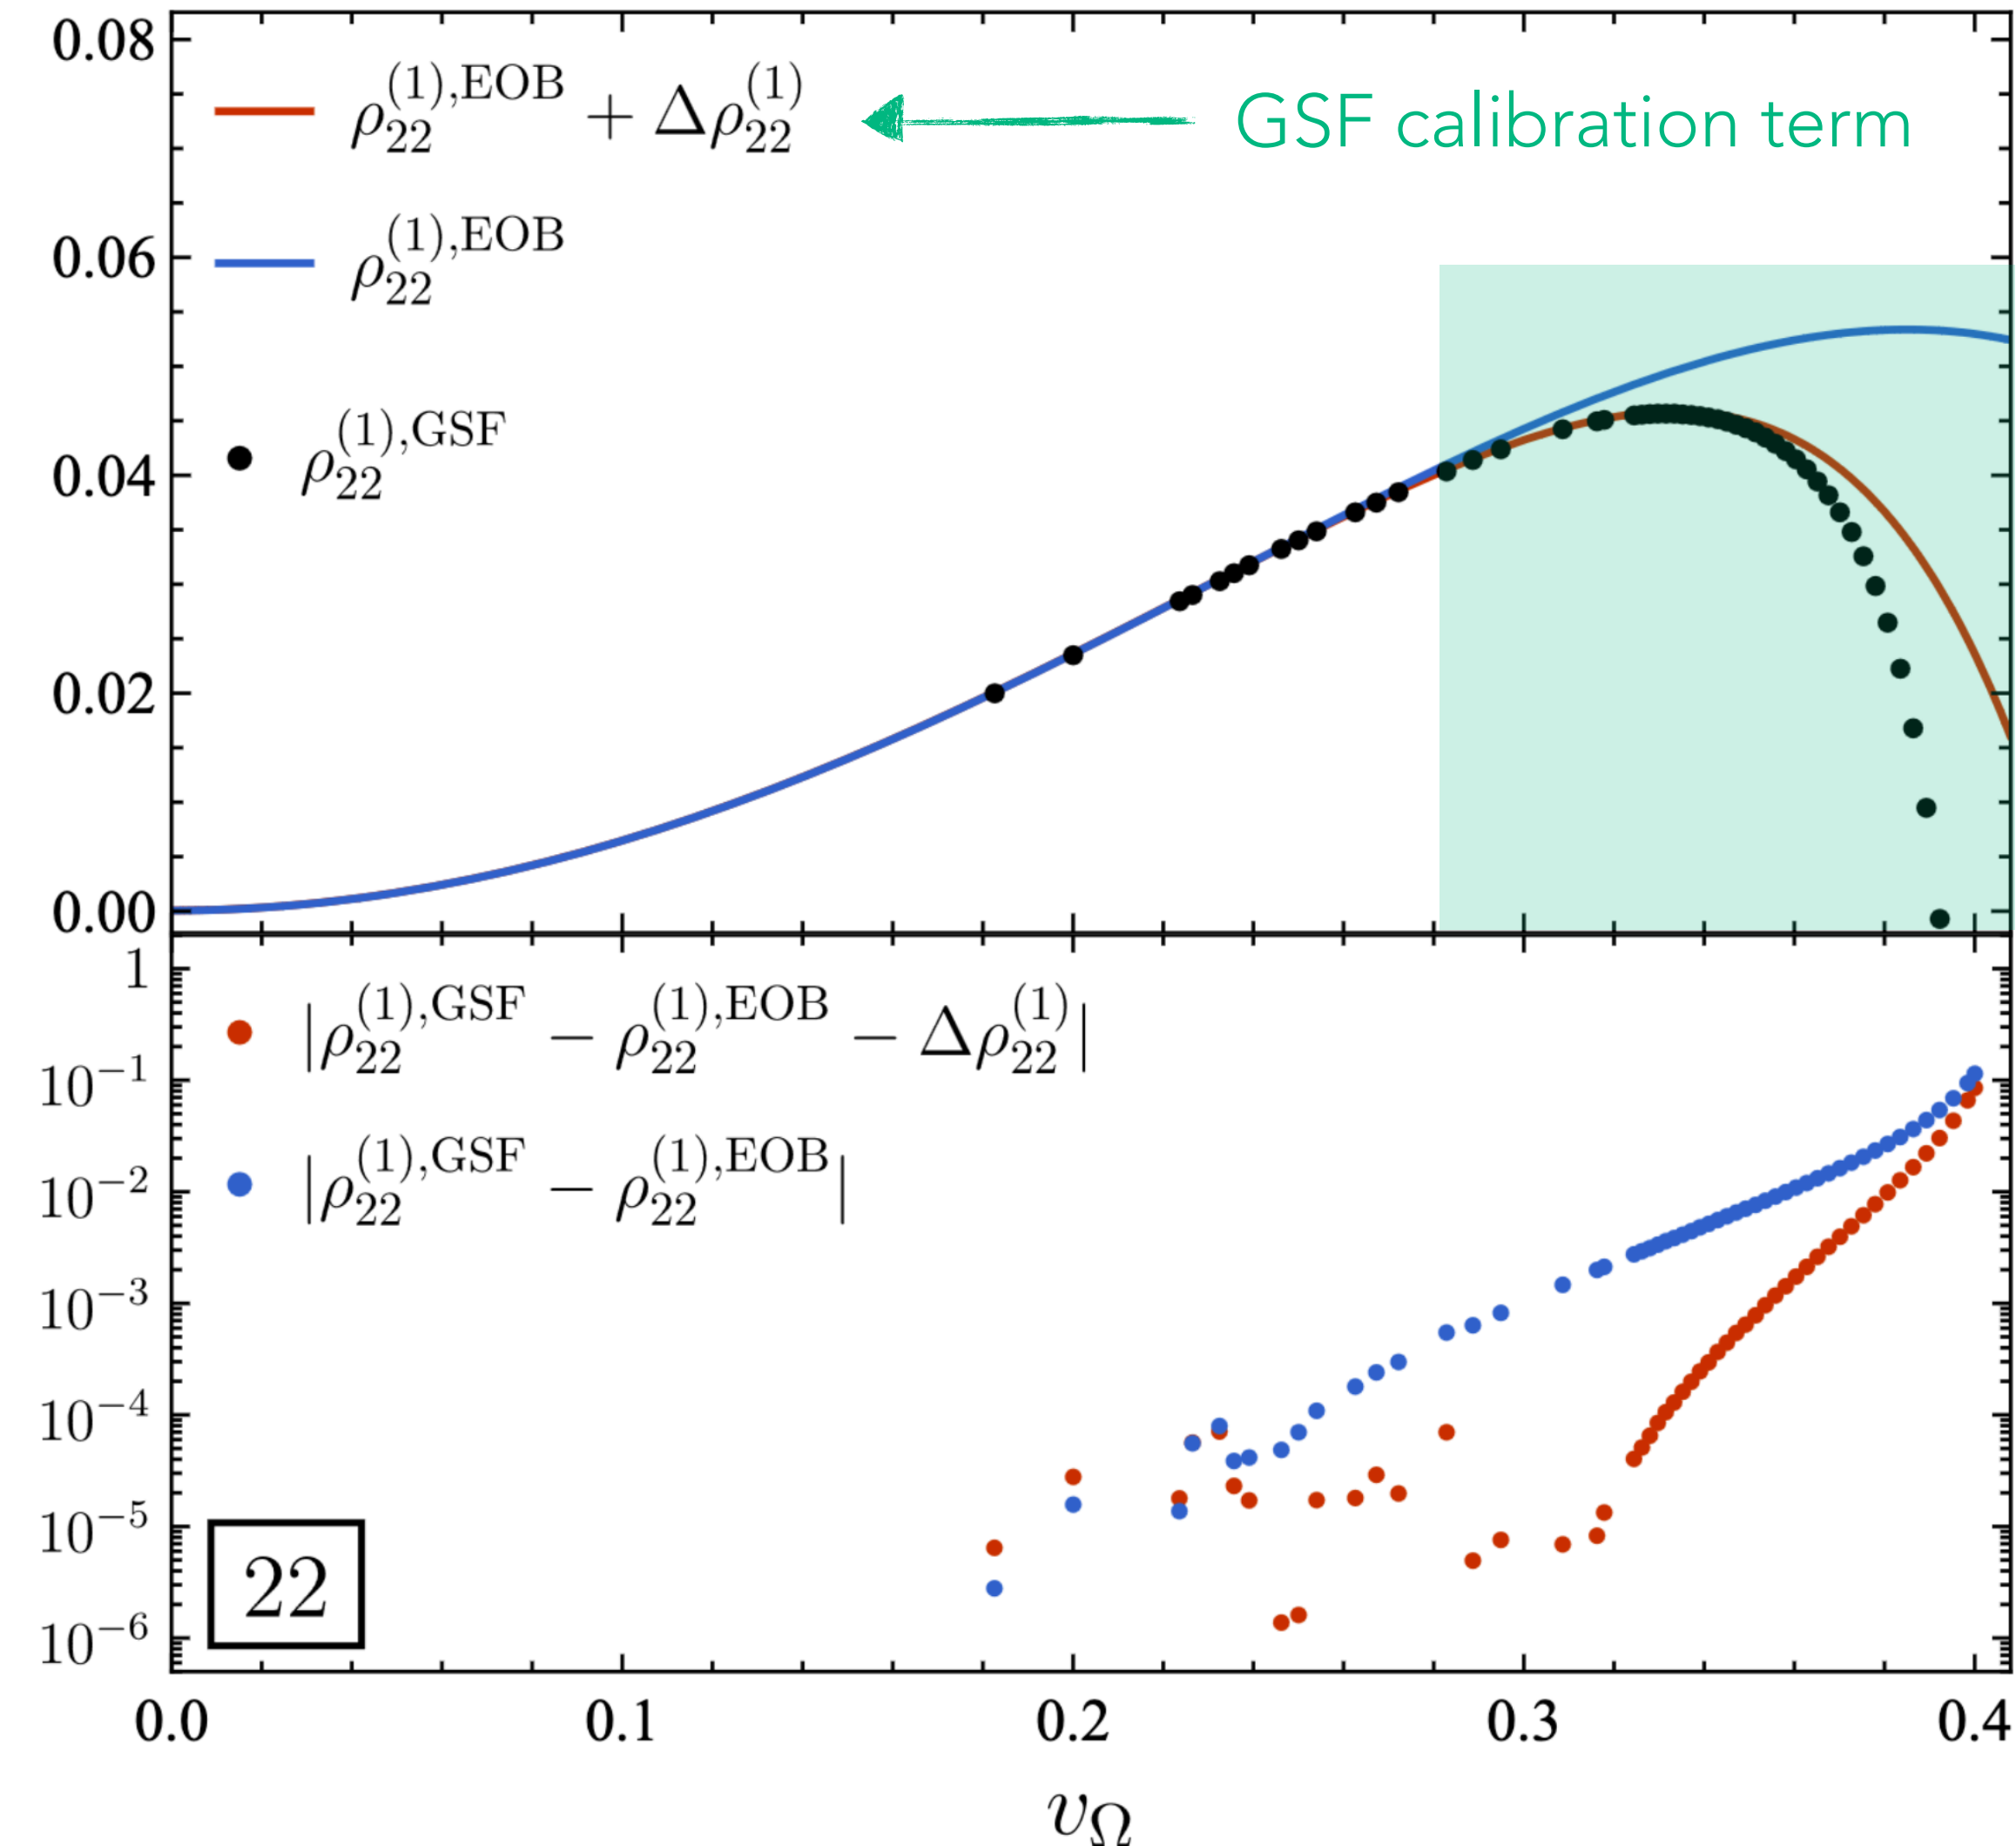 0.08
ρ₂₂^{(1),EOB} + Δρ₂₂^{(1)}
GSF calibration term
0.06
ρ₂₂^{(1),EOB}
0.04
ρ₂₂^{(1),GSF}
0.02
0.00
1
|ρ₂₂^{(1),GSF} − ρ₂₂^{(1),EOB} − Δρ₂₂^{(1)}|
10⁻¹
|ρ₂₂^{(1),GSF} − ρ₂₂^{(1),EOB}|
10⁻²
10⁻³
10⁻⁴
10⁻⁵
22
10⁻⁶
0.0 0.1 0.2 0.3 0.4
v_Ω